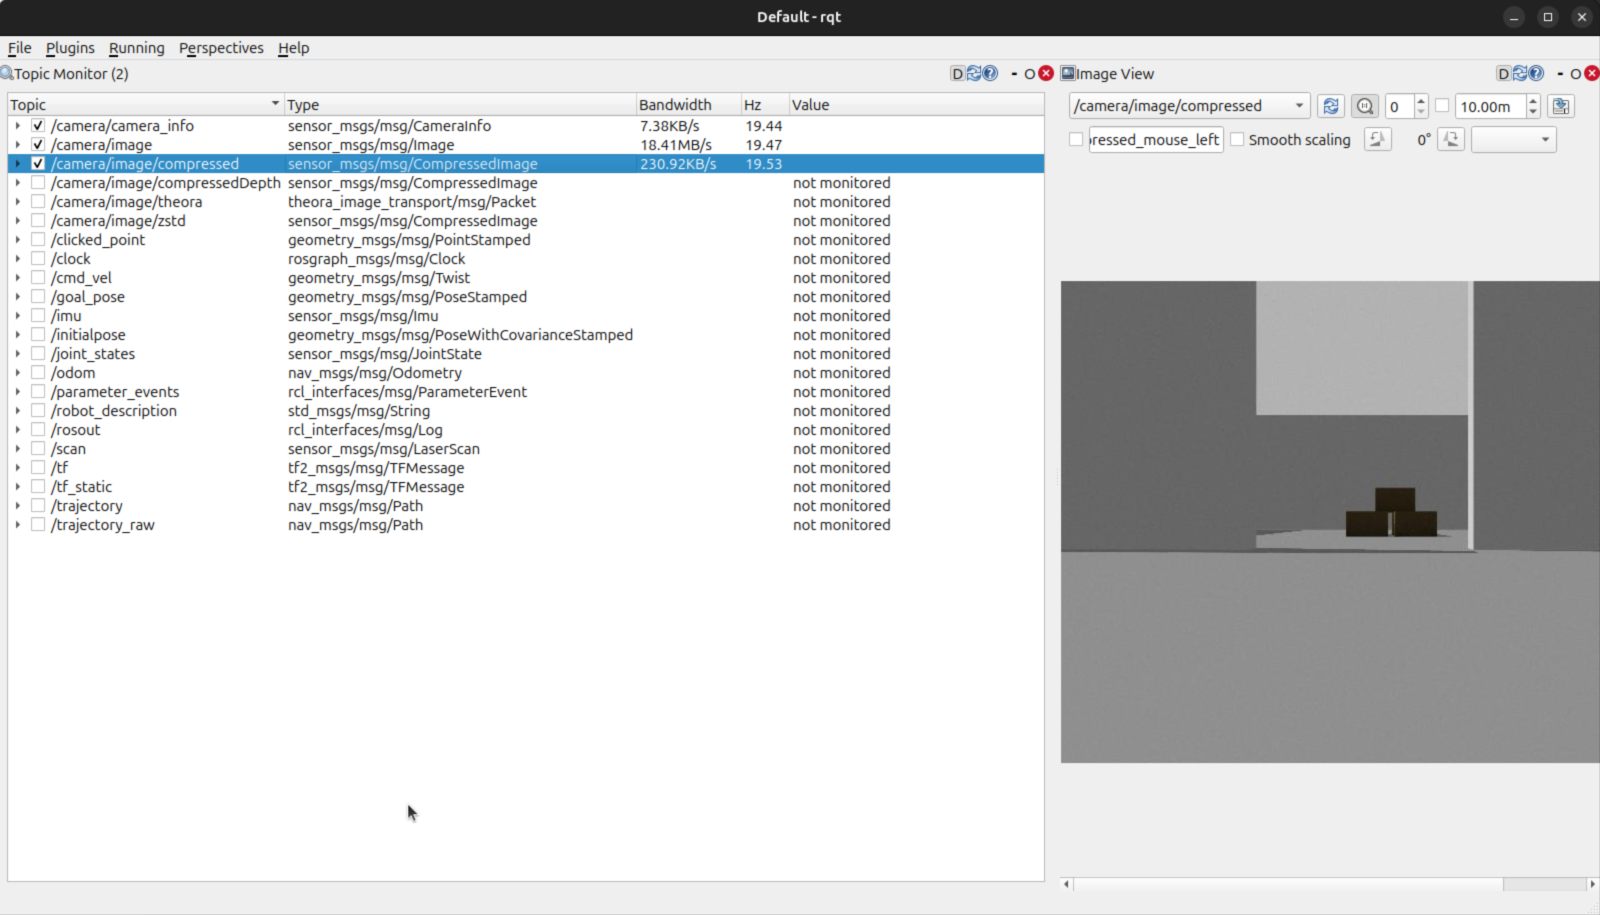 Default - rqt
File Plugins Running Perspectives Help
Topic Monitor (2) D - O
Topic Type Bandwidth Hz Value
/camera/camera_info sensor_msgs/msg/CameraInfo 7.38KB/s 19.44
/camera/image sensor_msgs/msg/Image 18.41MB/s 19.47
/camera/image/compressed sensor_msgs/msg/CompressedImage 230.92KB/s 19.53
/camera/image/compressedDepth sensor_msgs/msg/CompressedImage not monitored
/camera/image/theora theora_image_transport/msg/Packet not monitored
/camera/image/zstd sensor_msgs/msg/CompressedImage not monitored
/clicked_point geometry_msgs/msg/PointStamped not monitored
/clock rosgraph_msgs/msg/Clock not monitored
/cmd_vel geometry_msgs/msg/Twist not monitored
/goal_pose geometry_msgs/msg/PoseStamped not monitored
/imu sensor_msgs/msg/Imu not monitored
/initialpose geometry_msgs/msg/PoseWithCovarianceStamped not monitored
/joint_states sensor_msgs/msg/JointState not monitored
/odom nav_msgs/msg/Odometry not monitored
/parameter_events rcl_interfaces/msg/ParameterEvent not monitored
/robot_description std_msgs/msg/String not monitored
/rosout rcl_interfaces/msg/Log not monitored
/scan sensor_msgs/msg/LaserScan not monitored
/tf tf2_msgs/msg/TFMessage not monitored
/tf_static tf2_msgs/msg/TFMessage not monitored
/trajectory nav_msgs/msg/Path not monitored
/trajectory_raw nav_msgs/msg/Path not monitored
Image View D - O
/camera/image/compressed 0 10.00m
ressed_mouse_left Smooth scaling 0°